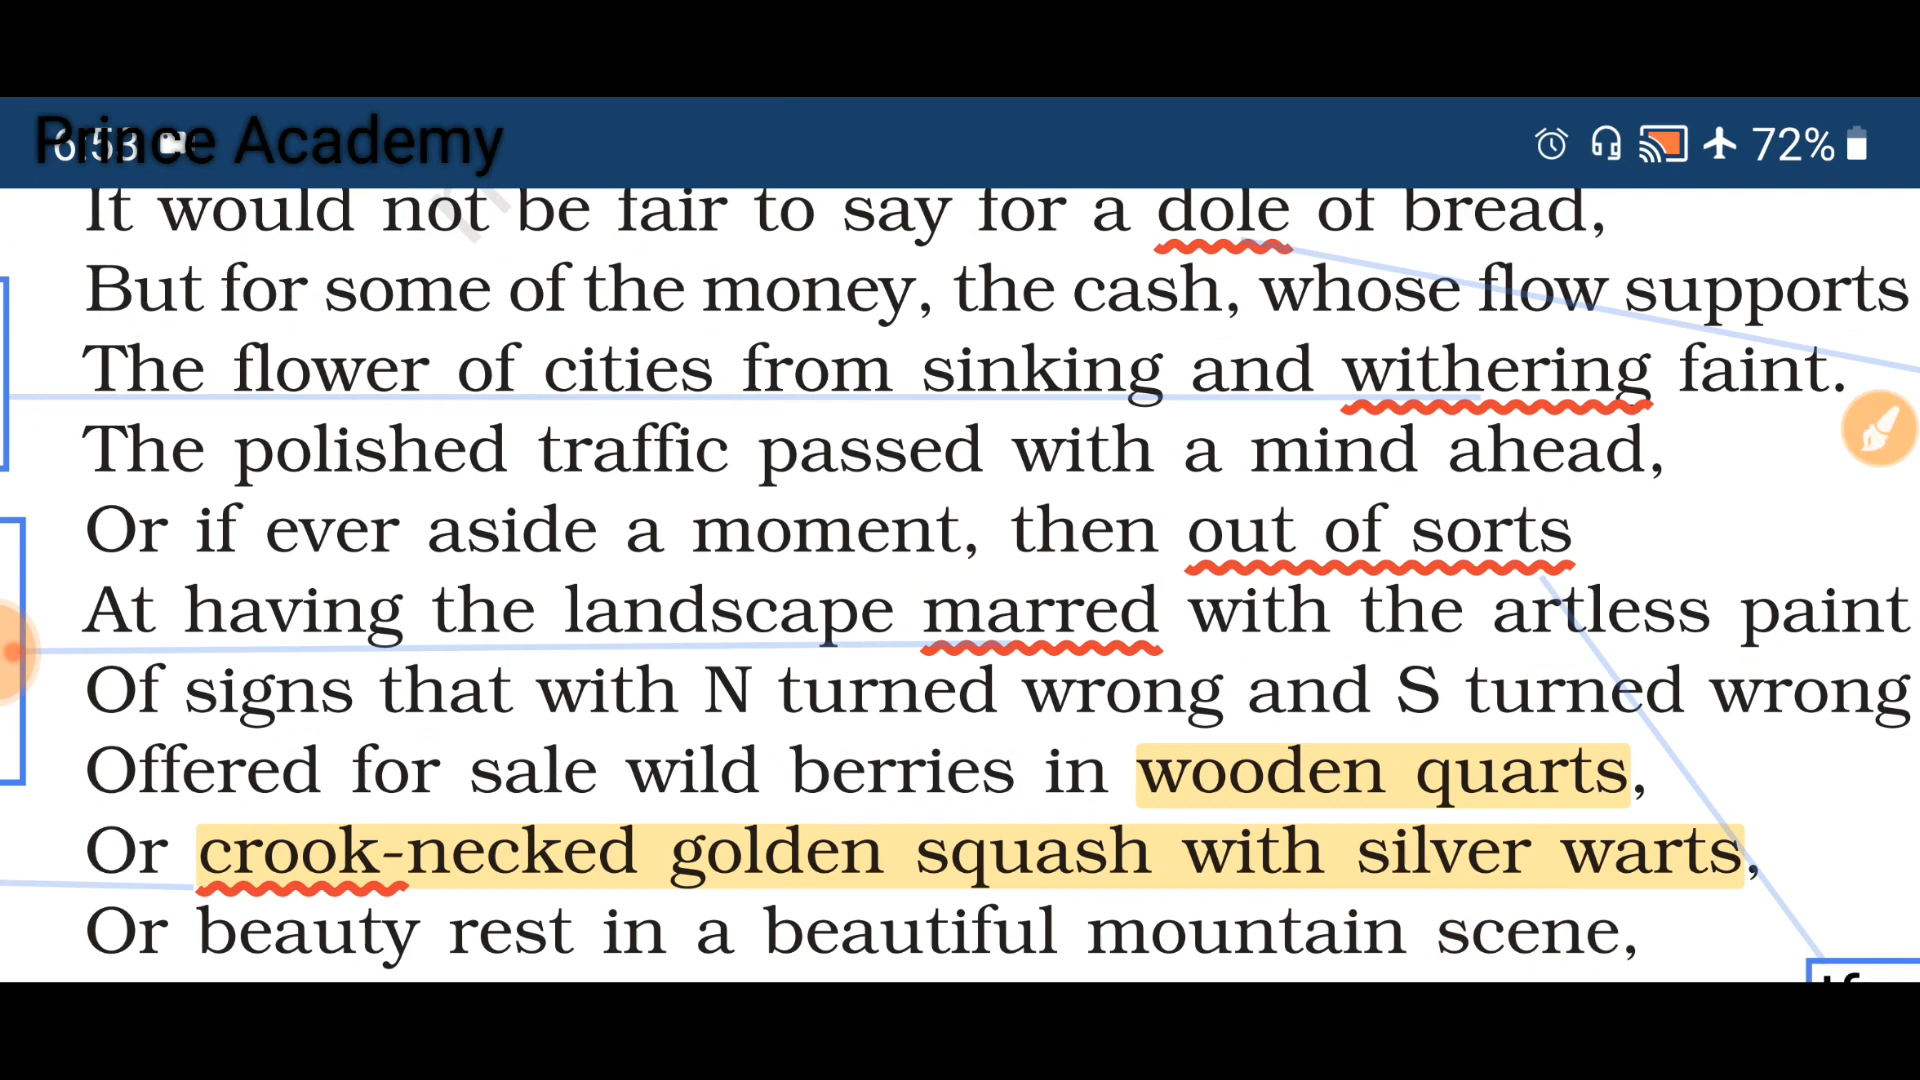 Prince Academy
6:53
72%
It would not be fair to say for a dole of bread,
But for some of the money, the cash, whose flow supports
The flower of cities from sinking and withering faint.
The polished traffic passed with a mind ahead,
Or if ever aside a moment, then out of sorts
At having the landscape marred with the artless paint
Of signs that with N turned wrong and S turned wrong
Offered for sale wild berries in wooden quarts,
Or crook-necked golden squash with silver warts,
Or beauty rest in a beautiful mountain scene,